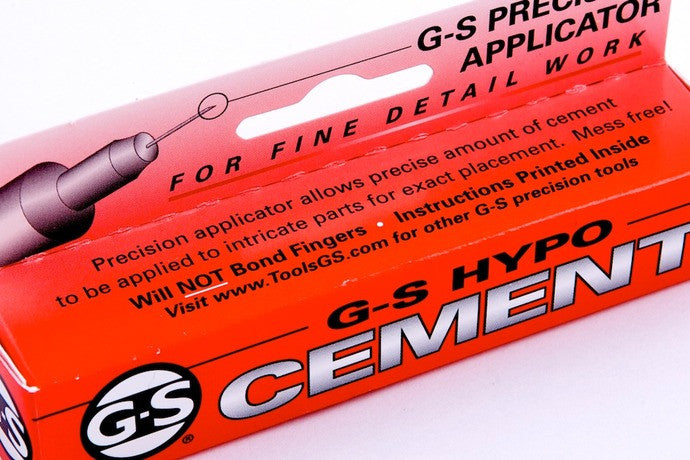 G-S PRECIS
APPLICATOR
FOR FINE DETAIL WORK
Precision applicator allows precise amount of cement
to be applied to intricate parts for exact placement. Mess free!
Will NOT Bond Fingers • Instructions Printed Inside
Visit www.ToolsGS.com for other G-S precision tools
G-S HYPO
CEMENT
G-S
®
G-S